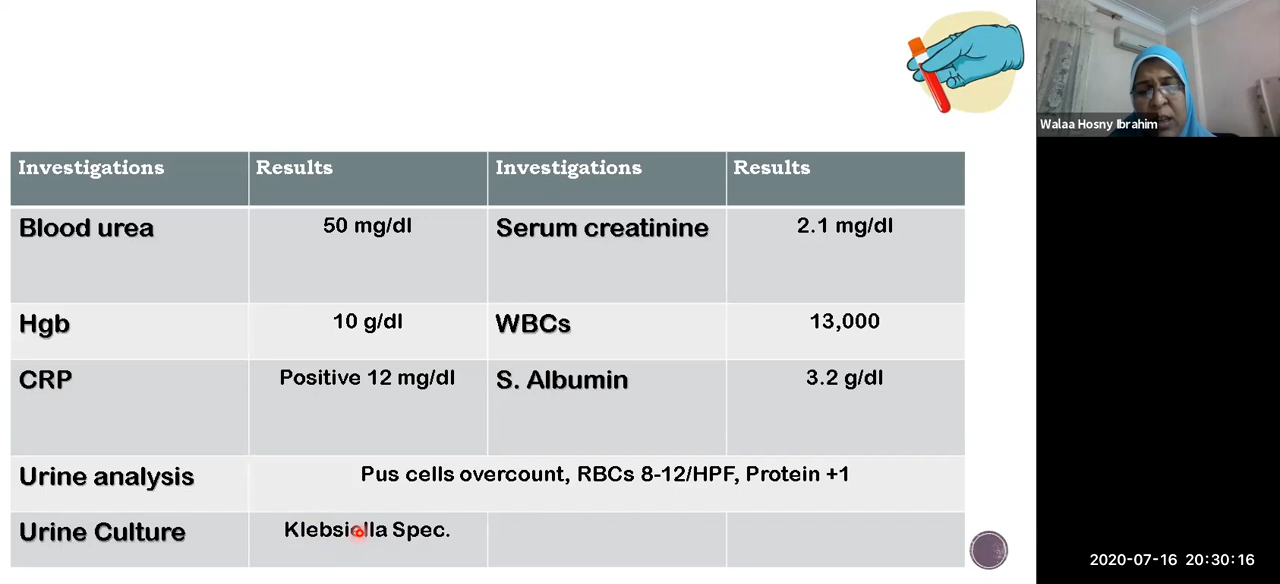 Walaa Hosny Ibrahim
Investigations Results Investigations Results
Blood urea 50 mg/dl Serum creatinine 2.1 mg/dl
Hgb 10 g/dl WBCs 13,000
CRP Positive 12 mg/dl S. Albumin 3.2 g/dl
Urine analysis Pus cells overcount, RBCs 8-12/HPF, Protein +1
Urine Culture Klebsiella Spec.
2020-07-16 20:30:16